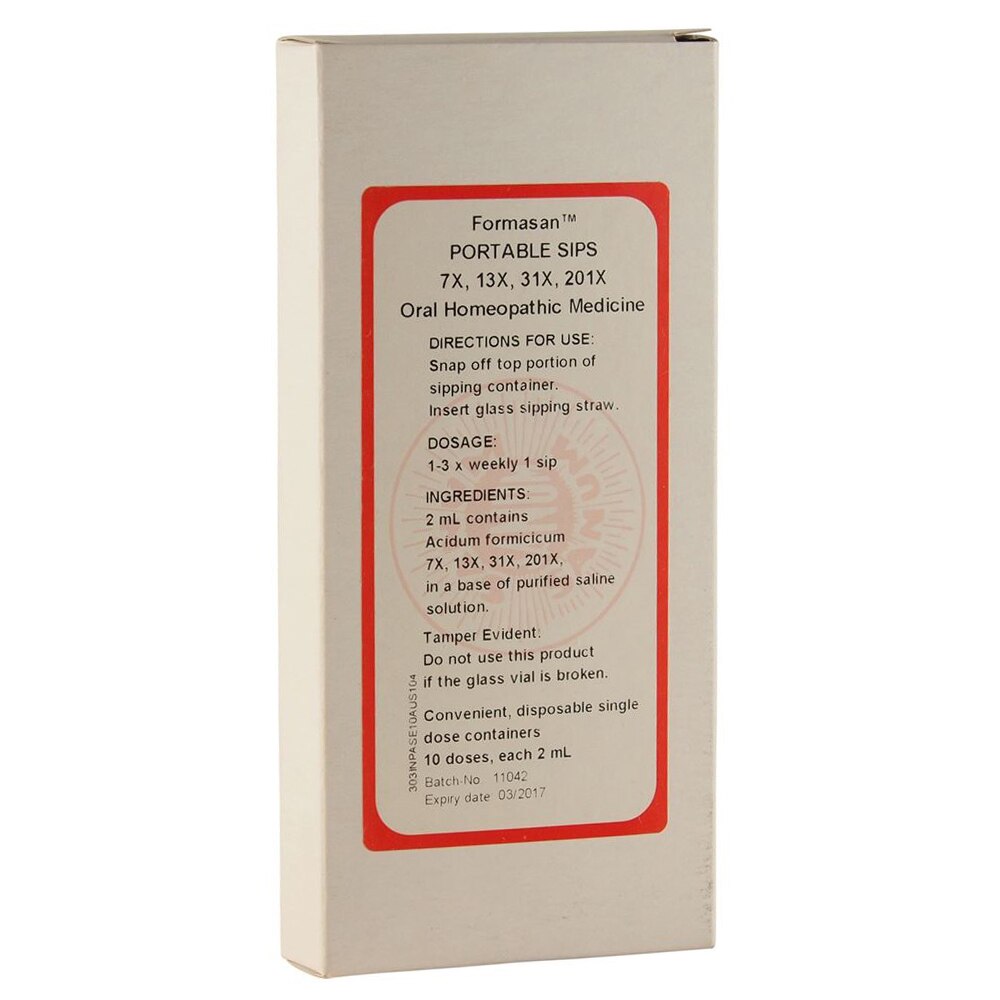 Formasan™
PORTABLE SIPS
7X, 13X, 31X, 201X
Oral Homeopathic Medicine
DIRECTIONS FOR USE:
Snap off top portion of
sipping container.
Insert glass sipping straw.
DOSAGE:
1-3 x weekly 1 sip
INGREDIENTS:
2 mL contains
Acidum formicicum
7X, 13X, 31X, 201X,
in a base of purified saline
solution.
Tamper Evident:
Do not use this product
if the glass vial is broken.
303INPASE10AUS104
Convenient, disposable single
dose containers
10 doses, each 2 mL
Batch-No 11042
Expiry date 03/2017